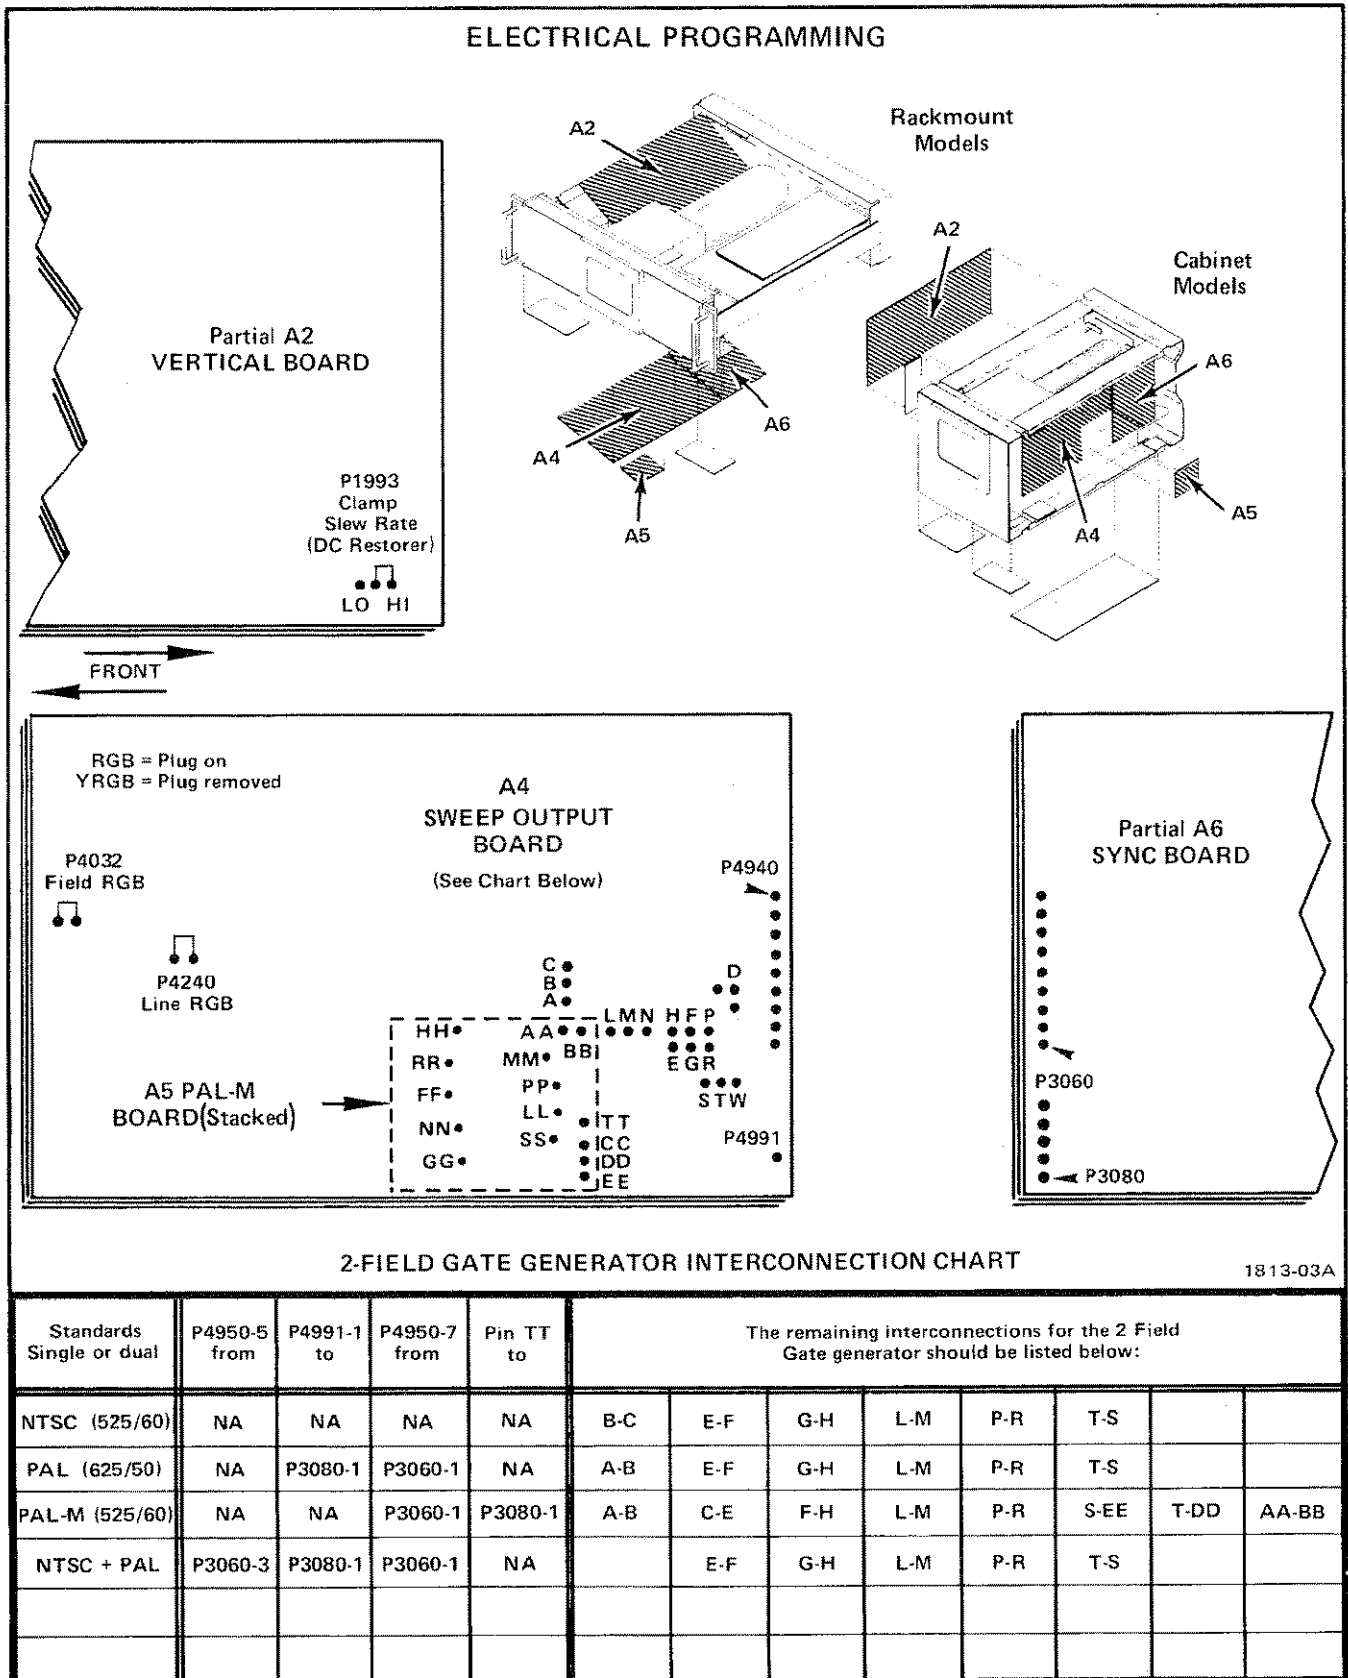 ELECTRICAL PROGRAMMING
Rackmount
Models
A2
A4
A5
A6
Cabinet
Models
A2
A6
A4
A5
Partial A2
VERTICAL BOARD
P1993
Clamp
Slew Rate
(DC Restorer)
LO HI
FRONT
RGB = Plug on
YRGB = Plug removed
A4
SWEEP OUTPUT
BOARD
(See Chart Below)
P4032
Field RGB
P4240
Line RGB
P4940
C
B
A
D
L M N H F P
E G R
S T W
P4991
HH
RR
FF
NN
GG
AA
BB
MM
PP
LL
SS
TT
CC
DD
EE
A5 PAL-M
BOARD(Stacked)
Partial A6
SYNC BOARD
P3060
P3080
2-FIELD GATE GENERATOR INTERCONNECTION CHART
1813-03A
Standards
Single or dual
P4950-5
from
P4991-1
to
P4950-7
from
Pin TT
to
The remaining interconnections for the 2 Field
Gate generator should be listed below:
NTSC (525/60) NA NA NA NA B-C E-F G-H L-M P-R T-S
PAL (625/50) NA P3080-1 P3060-1 NA A-B E-F G-H L-M P-R T-S
PAL-M (525/60) NA NA P3060-1 P3080-1 A-B C-E F-H L-M P-R S-EE T-DD AA-BB
NTSC + PAL P3060-3 P3080-1 P3060-1 NA E-F G-H L-M P-R T-S